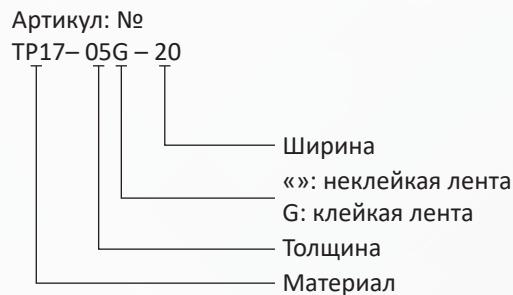 Артикул: №
TP17– 05G – 20
Ширина
«»: неклейкая лента
G: клейкая лента
Толщина
Материал